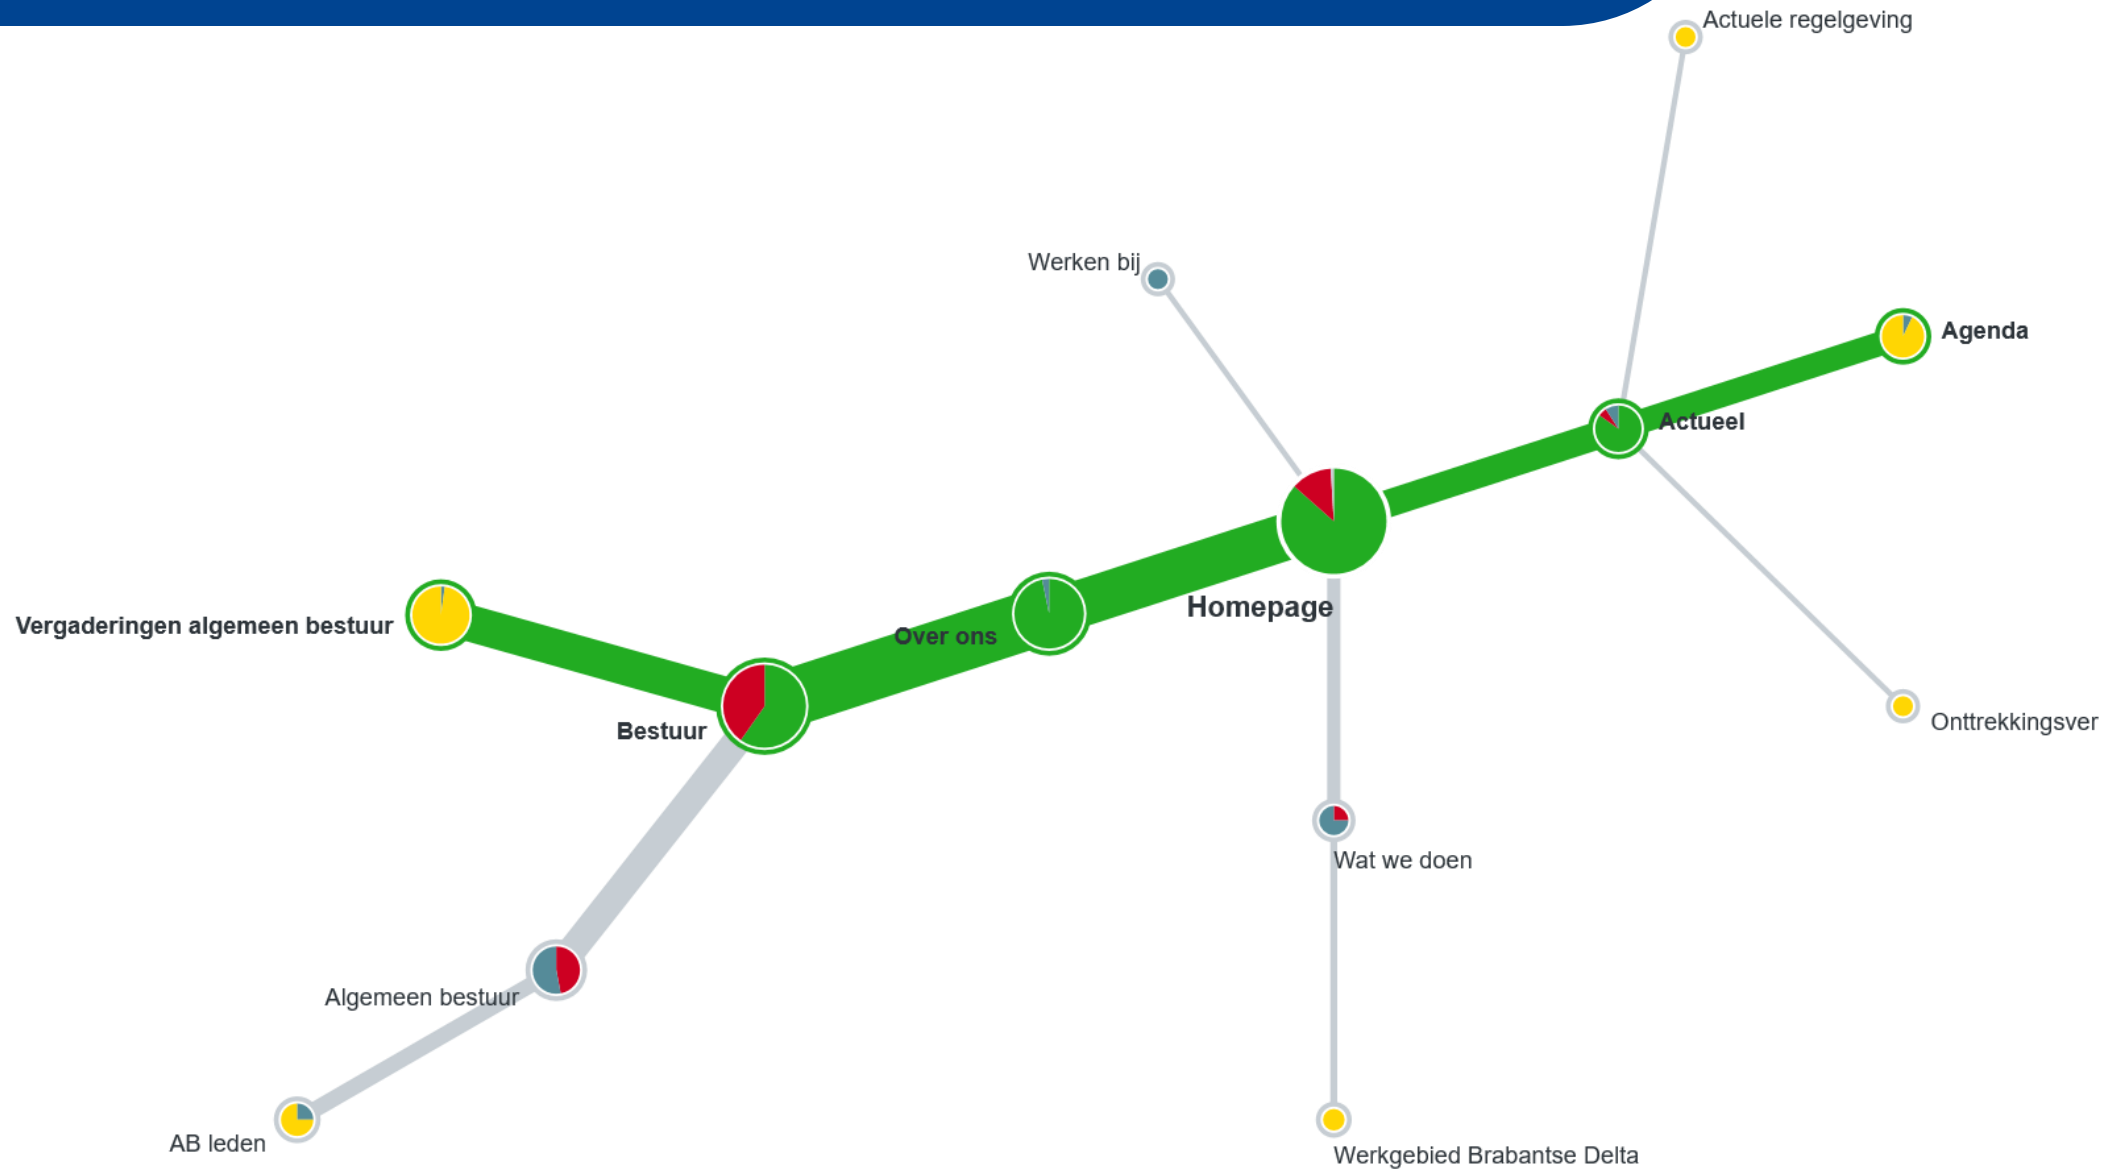 Actuele regelgeving
Werken bij
Agenda
Actueel
Homepage
Vergaderingen algemeen bestuur
Over ons
Bestuur
Onttrekkingsver
Wat we doen
Algemeen bestuur
AB leden
Werkgebied Brabantse Delta